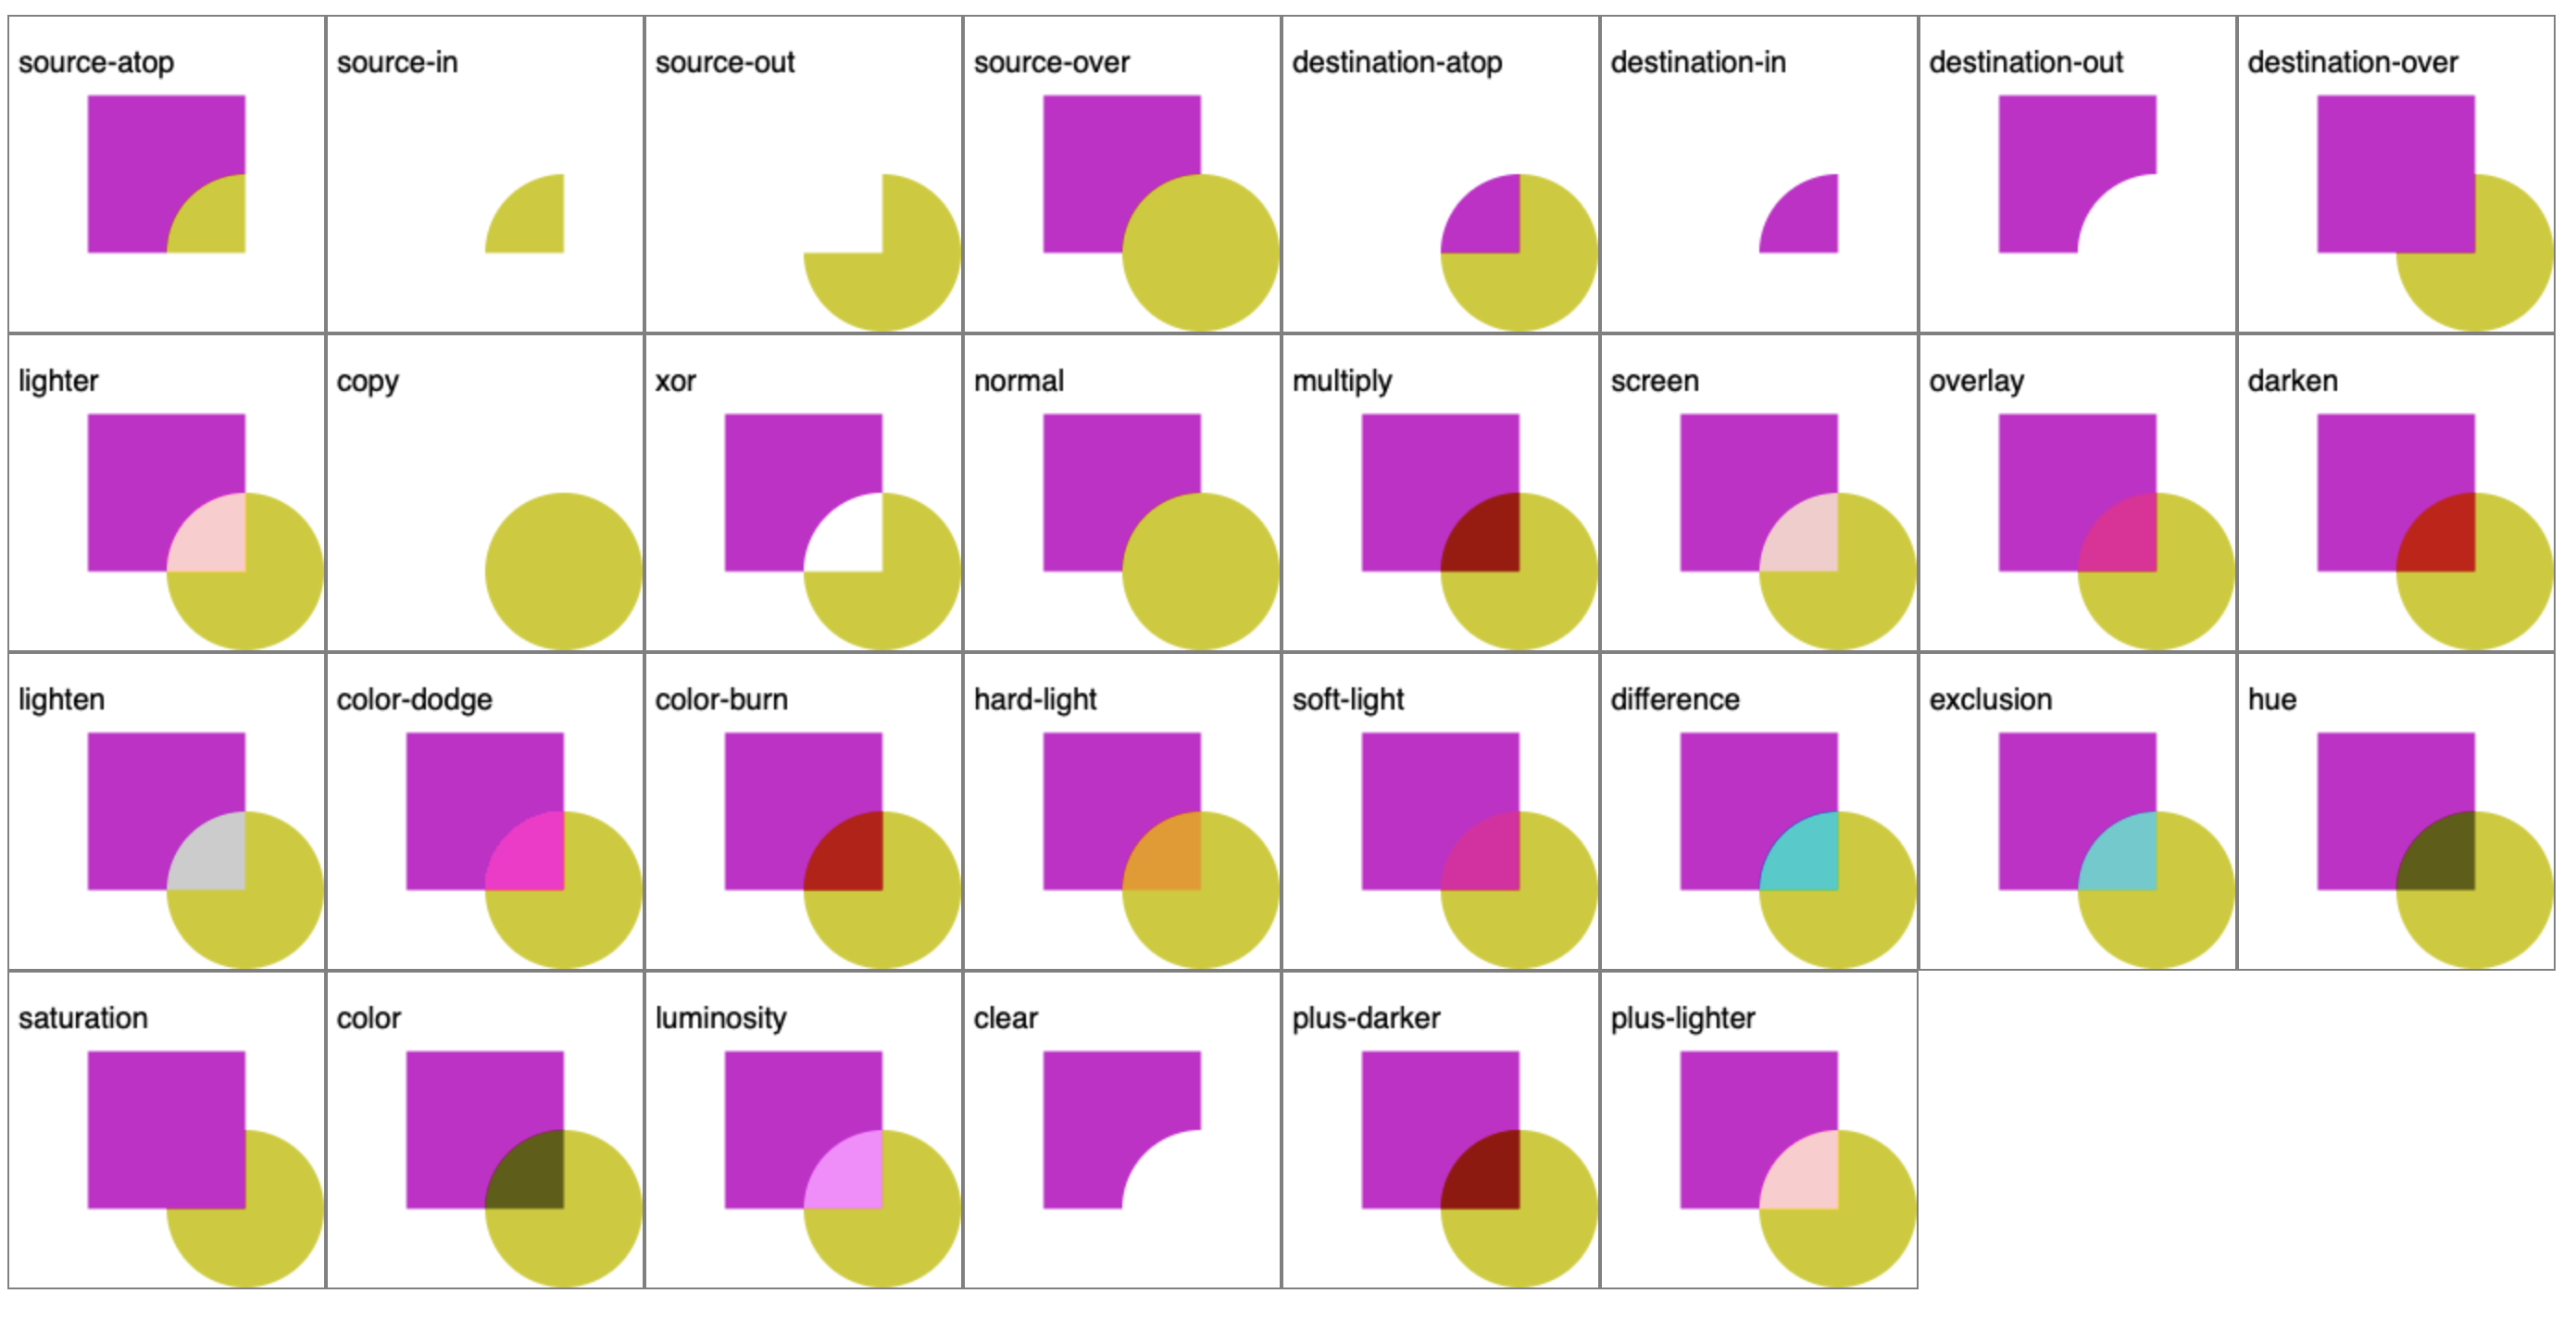 source-atop
source-in
source-out
source-over
destination-atop
destination-in
destination-out
destination-over
lighter
copy
xor
normal
multiply
screen
overlay
darken
lighten
color-dodge
color-burn
hard-light
soft-light
difference
exclusion
hue
saturation
color
luminosity
clear
plus-darker
plus-lighter